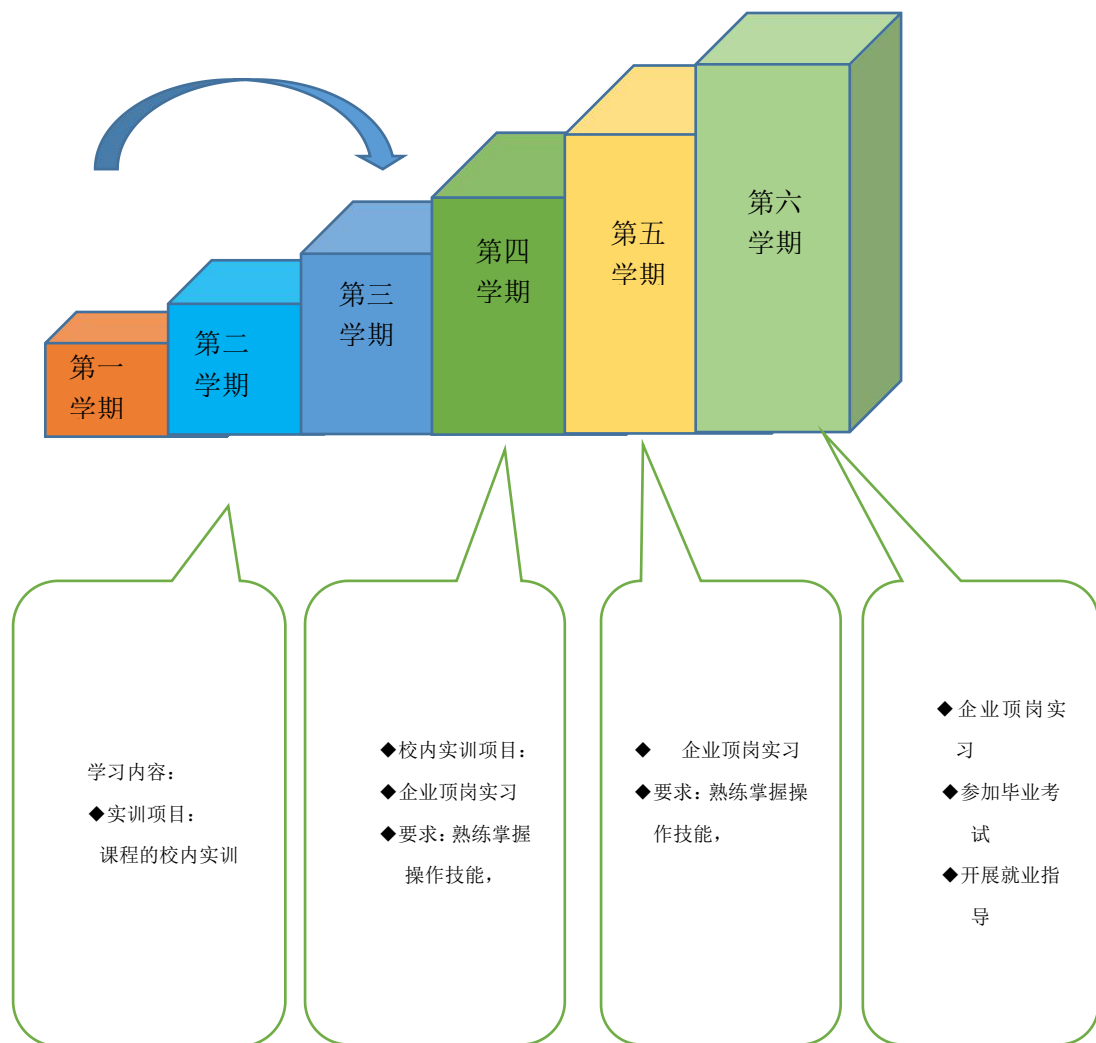 第一
学期
第二
学期
第三
学期
第四
学期
第五
学期
第六
学期
学习内容：
◆实训项目：
课程的校内实训
◆校内实训项目：
◆企业顶岗实习
◆要求：熟练掌握
操作技能，
◆ 企业顶岗实习
◆要求：熟练掌握操
作技能，
◆企业顶岗实
习
◆参加毕业考
试
◆开展就业指
导